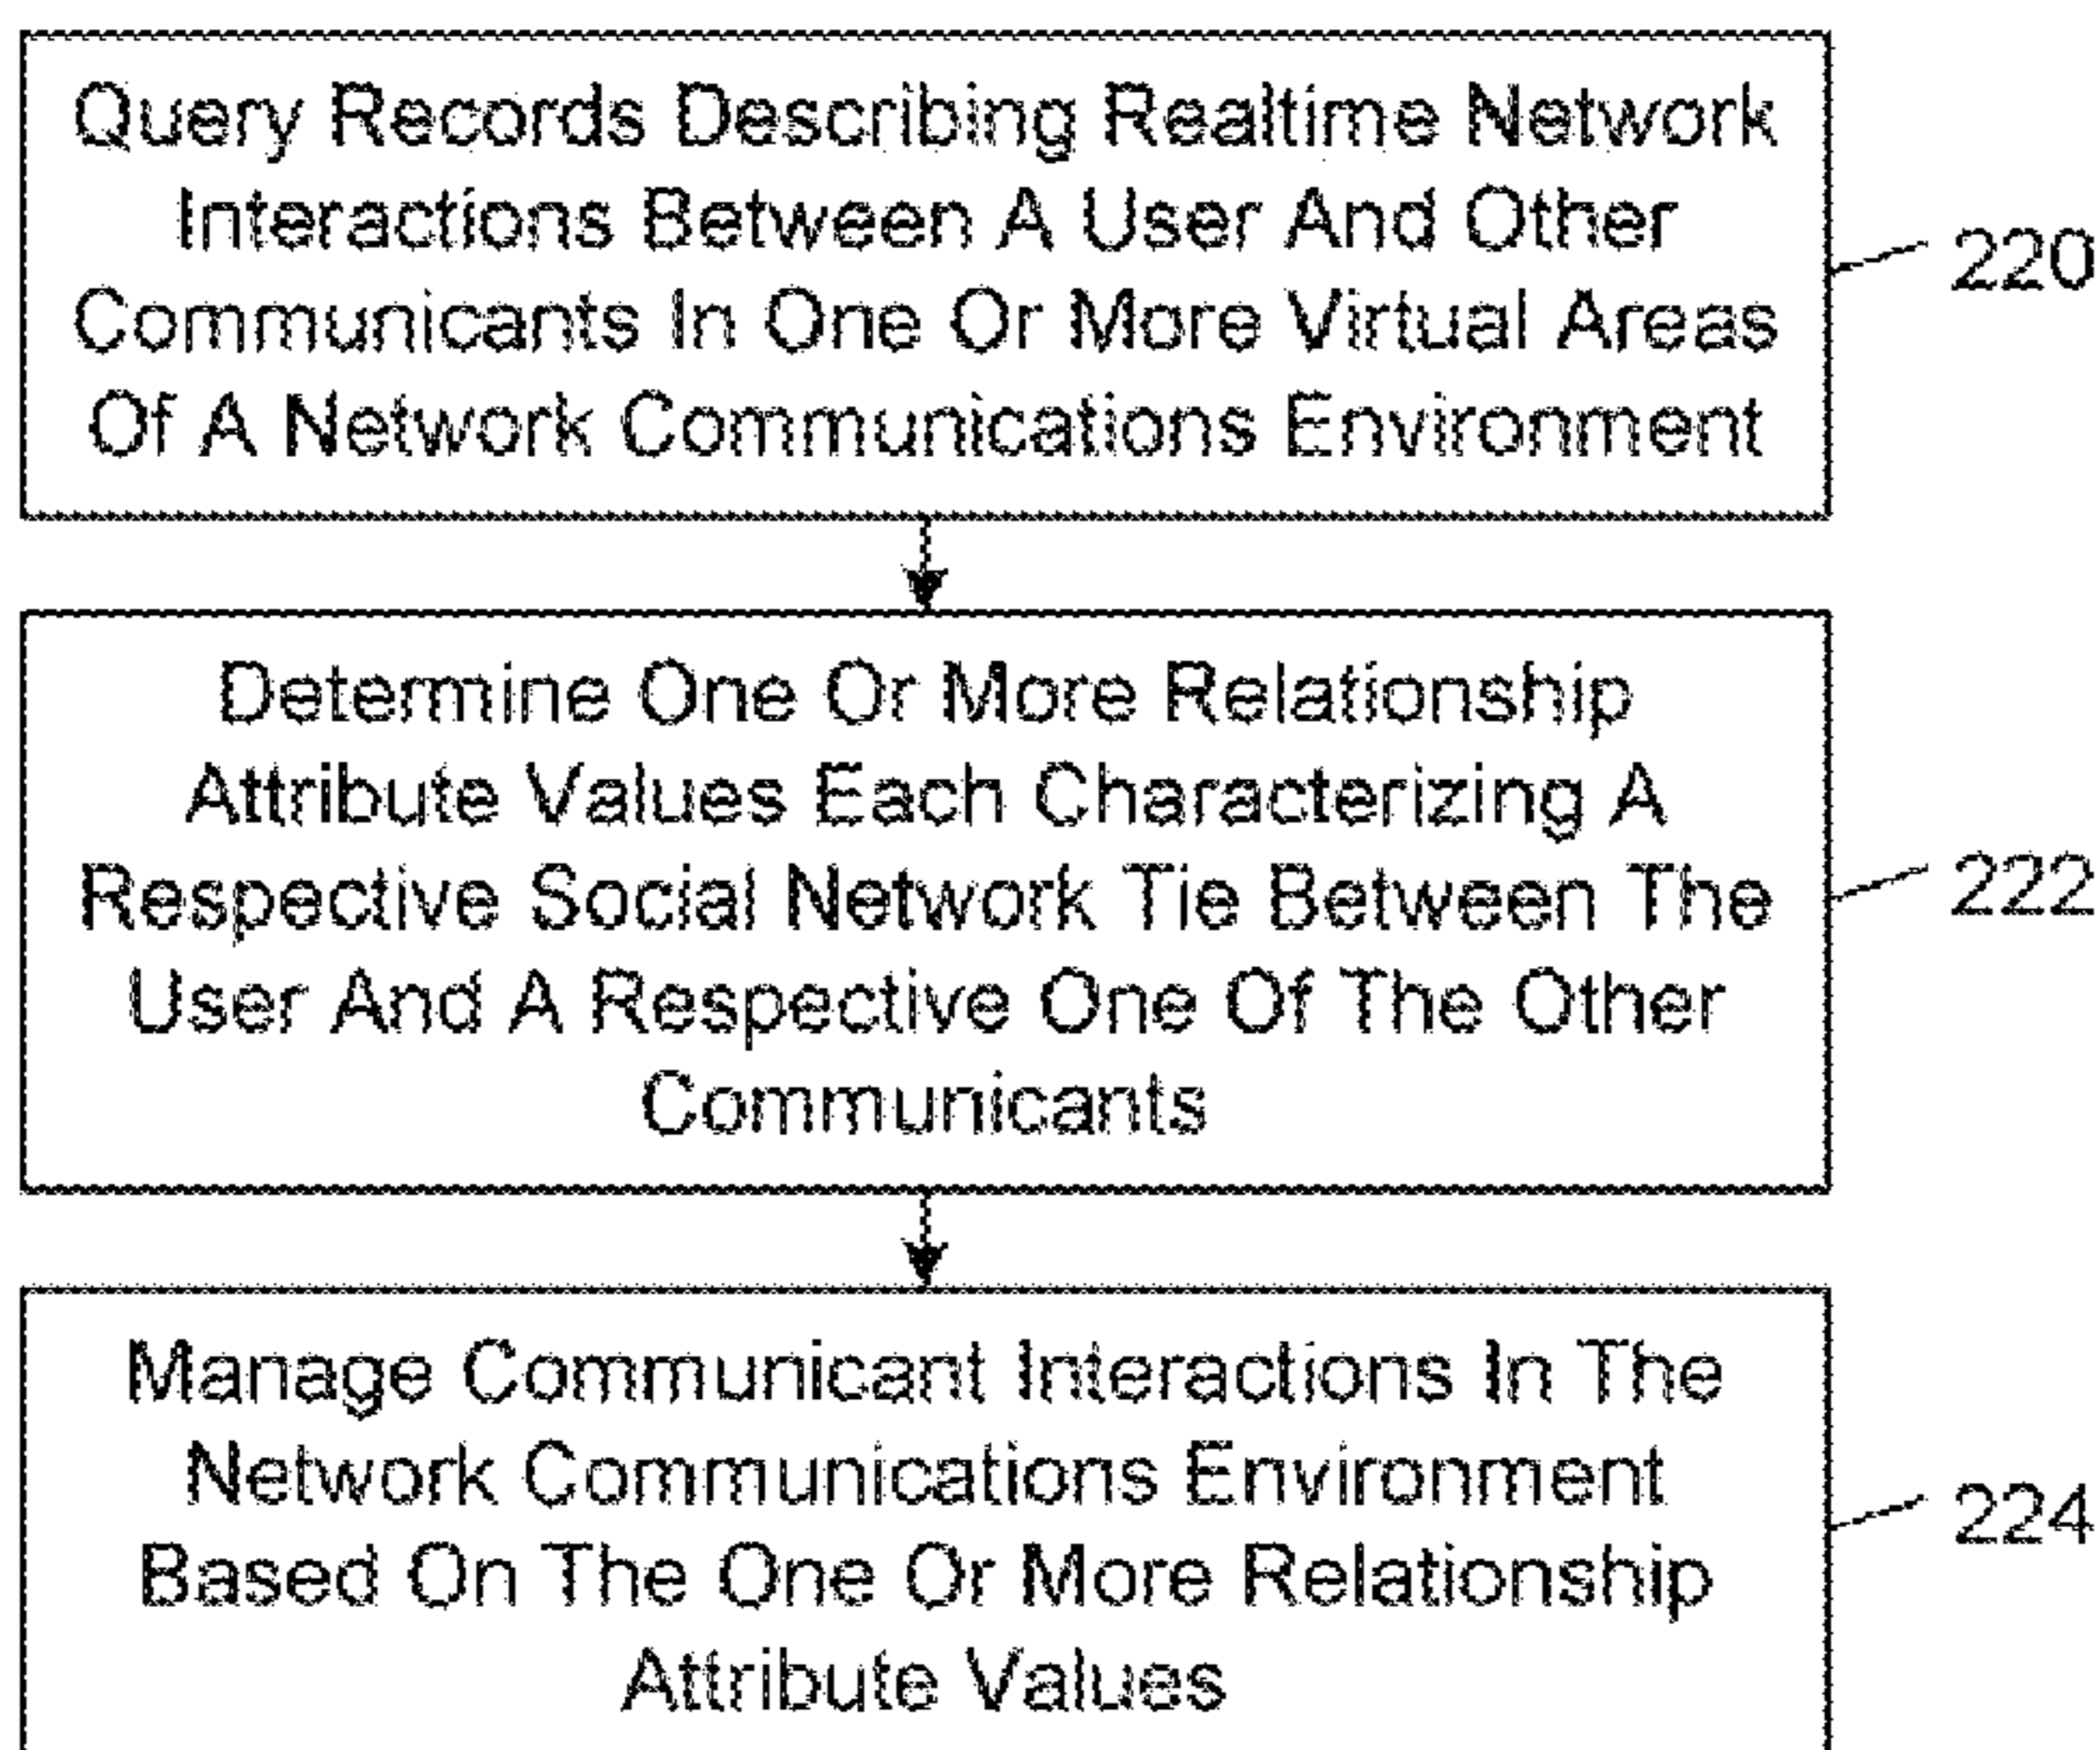 Query Records Describing Realtime Network
Interactions Between A User And Other
Communicants In One Or More Virtual Areas
Of A Network Communications Environment
220
Determine One Or More Relationship
Attribute Values Each Characterizing A
Respective Social Network Tie Between The
User And A Respective One Of The Other
Communicants
222
Manage Communicant Interactions In The
Network Communications Environment
Based On The One Or More Relationship
Attribute Values
224